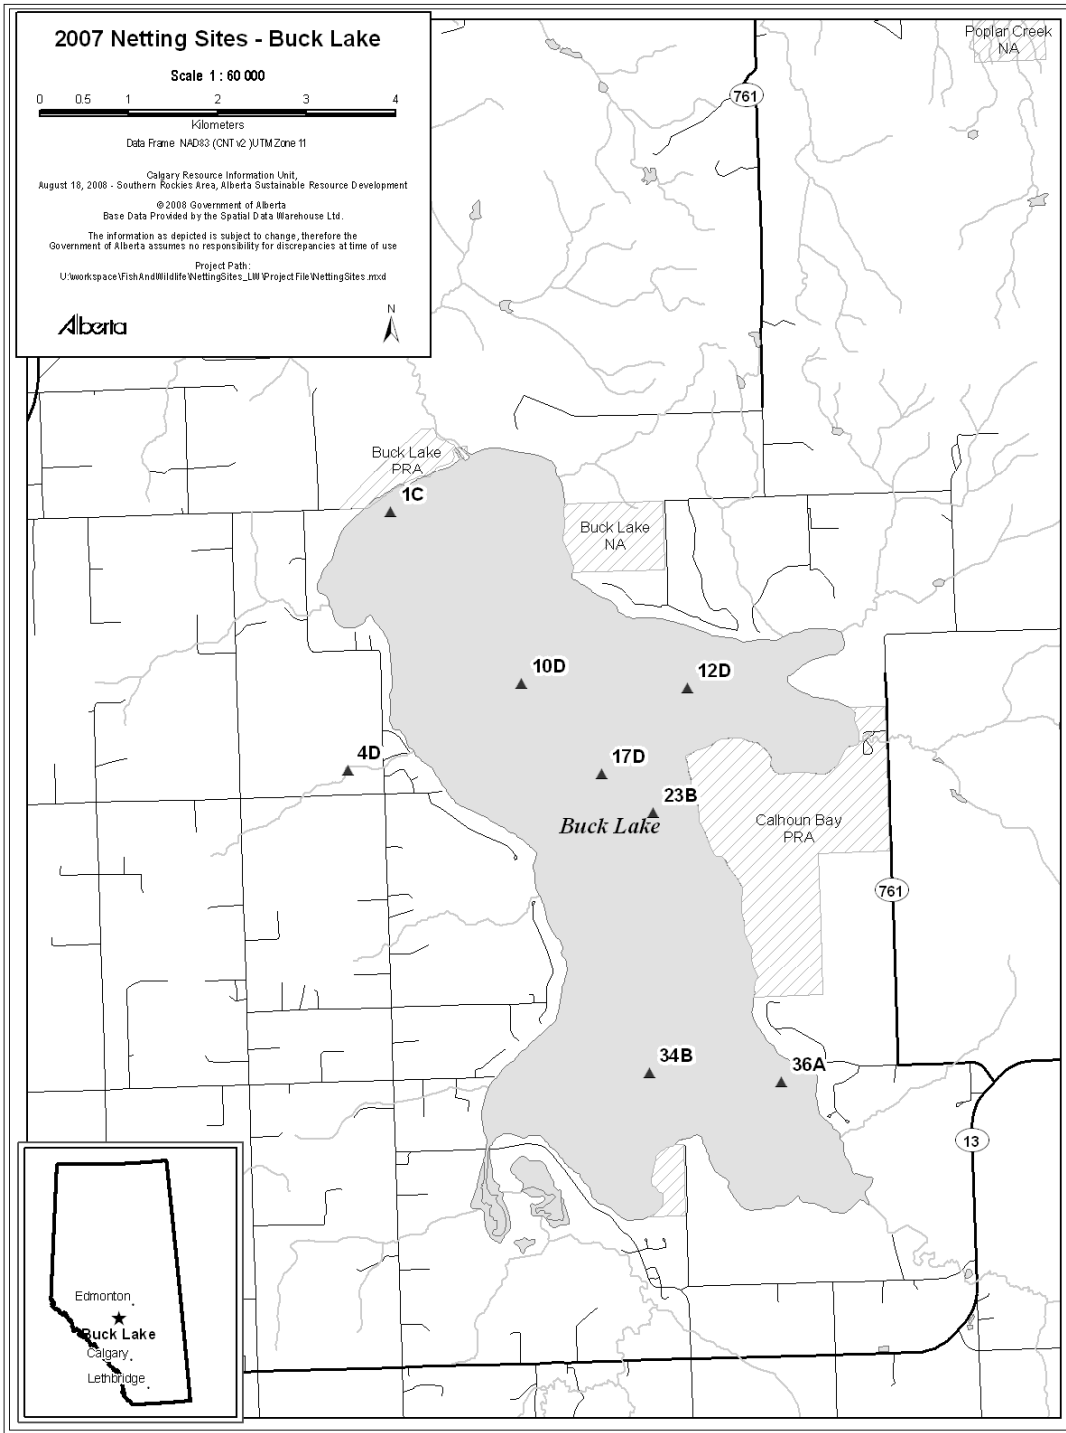 2007 Netting Sites - Buck Lake
Scale 1 : 60 000
0 0.5 1 2 3 4
Kilometers
Data Frame NAD83 (CNT v2 )UTM Zone 11
Calgary Resource Information Unit,
August 18, 2008 - Southern Rockies Area, Alberta Sustainable Resource Development
© 2008 Government of Alberta
Base Data Provided by the Spatial Data Warehouse Ltd.
The information as depicted is subject to change, therefore the
Government of Alberta assumes no responsibility for discrepancies at time of use
Project Path:
U:\workspace\FishAndWildlife\NettingSites_LW\ProjectFile\NettingSites.mxd
Alberta
N
Poplar Creek
NA
761
Buck Lake
PRA
1C
Buck Lake
NA
10D
12D
4D
17D
23B
Buck Lake
Calhoun Bay
PRA
761
34B
36A
13
Edmonton
Buck Lake
Calgary
Lethbridge